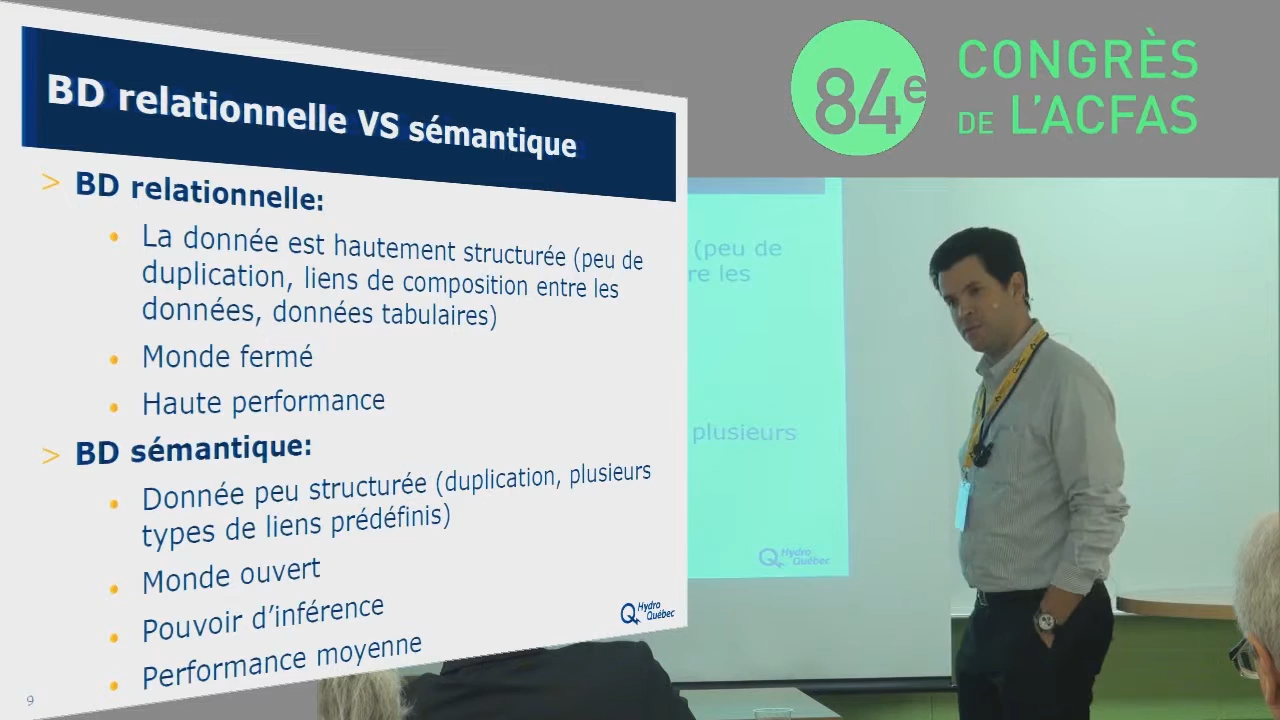 BD relationnelle VS sémantique
> BD relationnelle:
• La donnée est hautement structurée (peu de
duplication, liens de composition entre les
données, données tabulaires)
• Monde fermé
• Haute performance
> BD sémantique:
• Donnée peu structurée (duplication, plusieurs
types de liens prédéfinis)
• Monde ouvert
• Pouvoir d'inférence
• Performance moyenne
Hydro
Québec
9
84e
CONGRÈS
DE L'ACFAS
(peu de
re les
plusieurs
Hydro
Québec